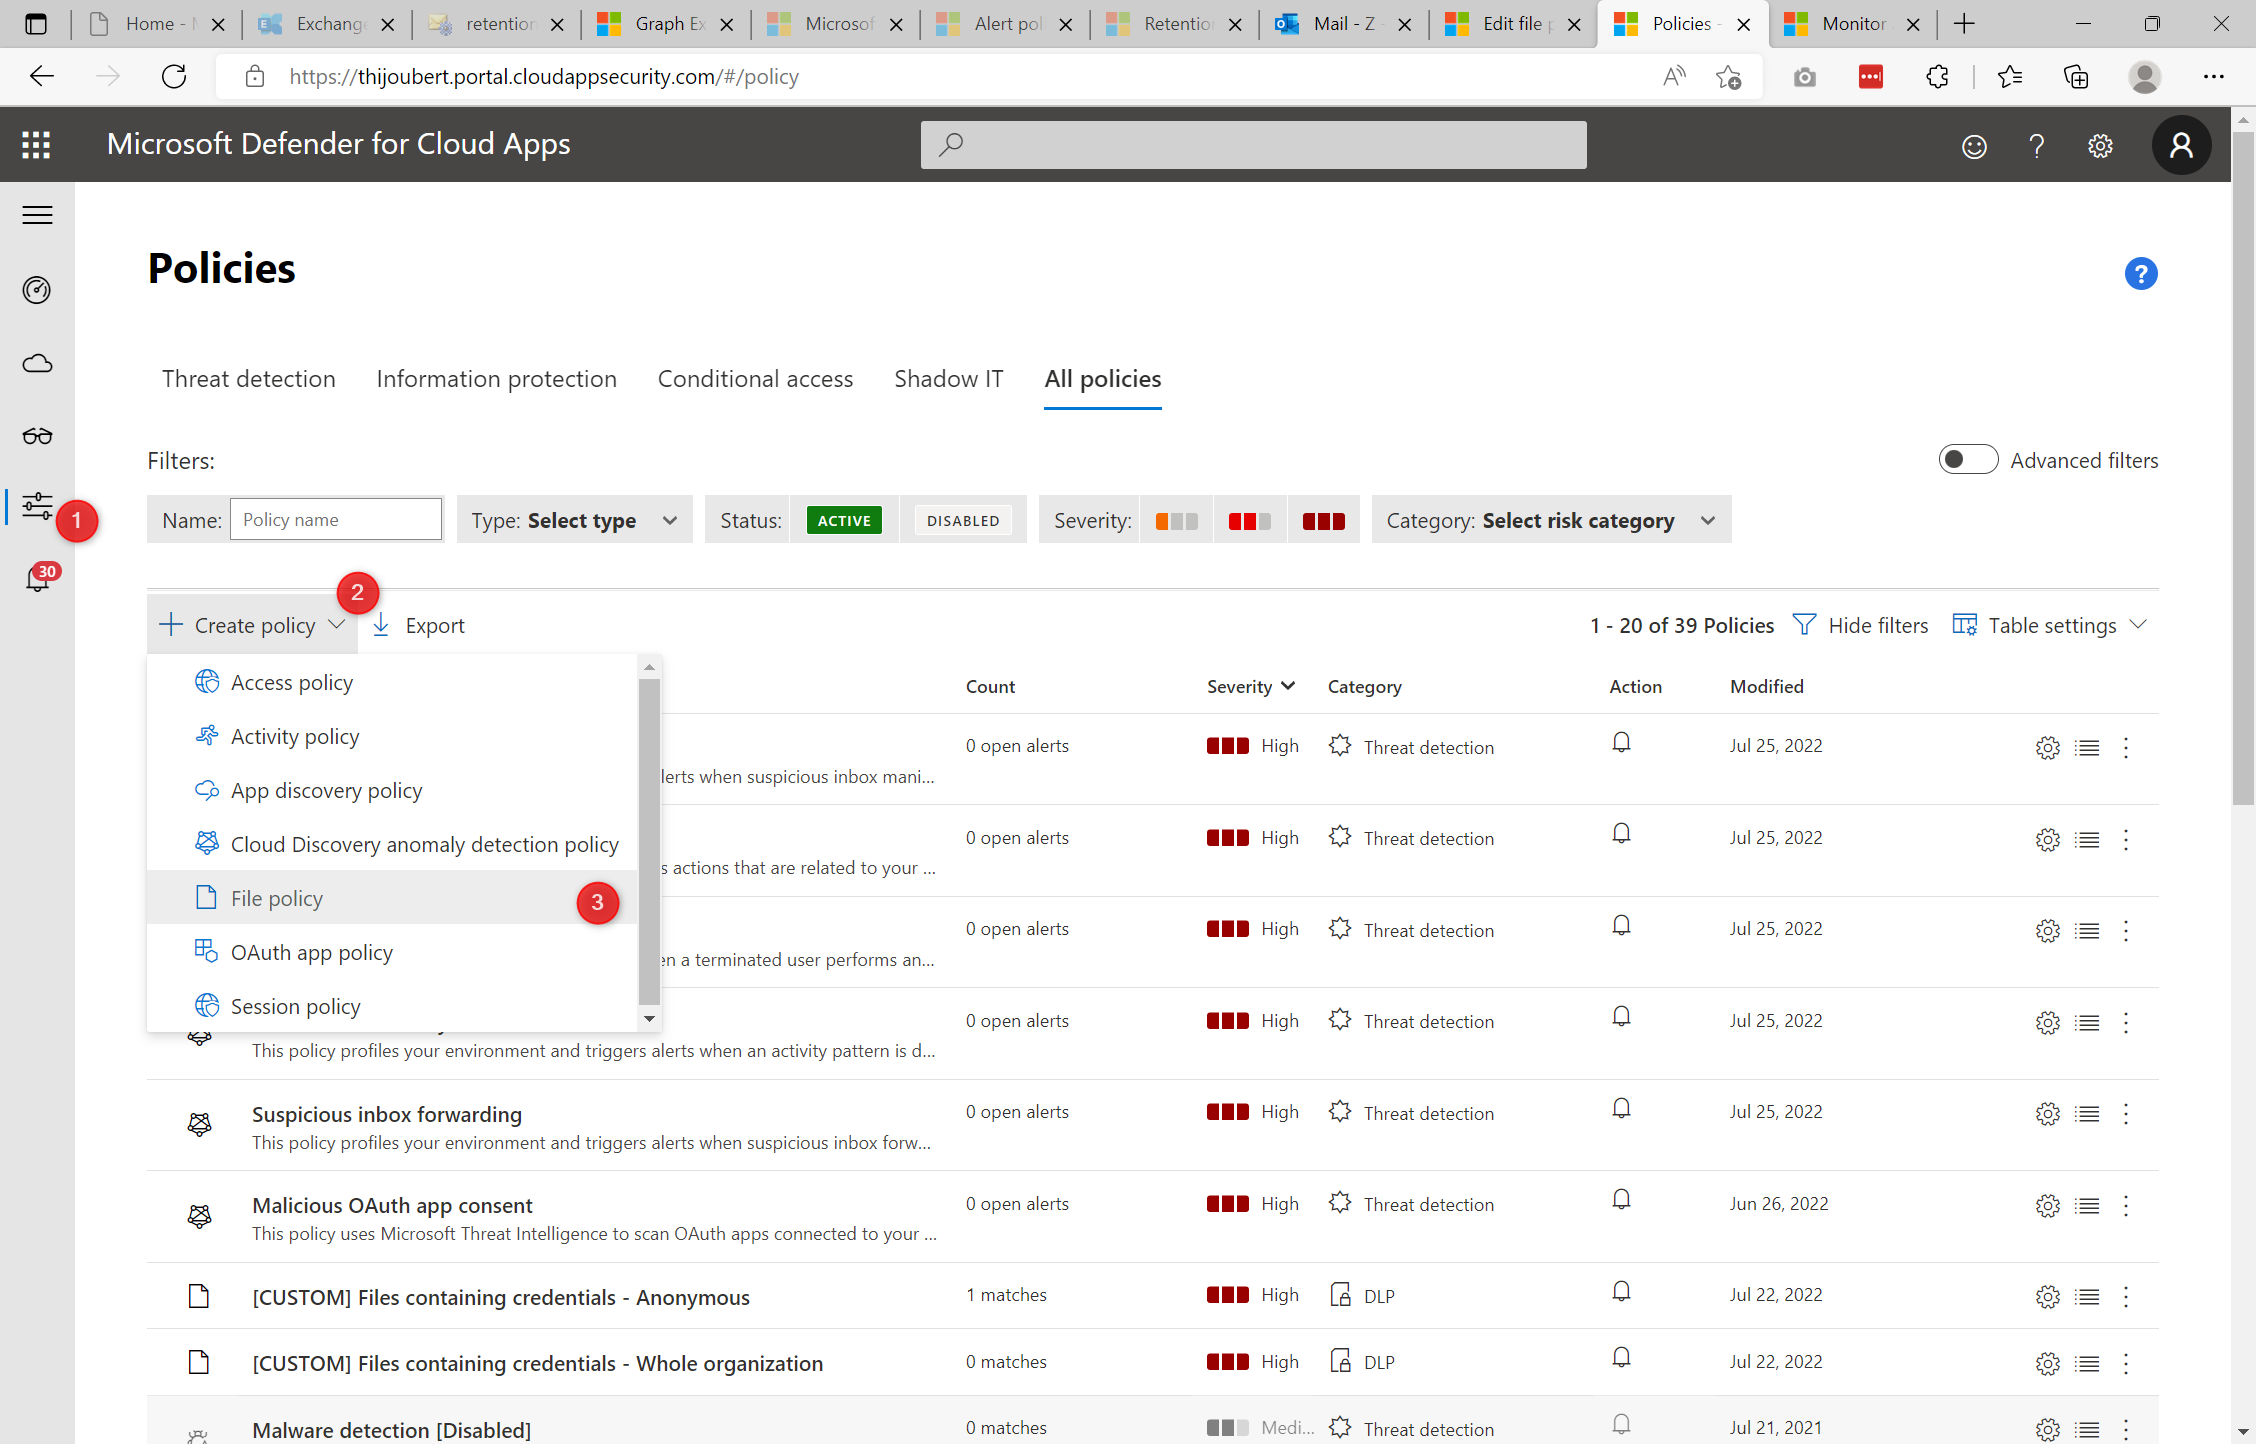 Home - M
Exchange
retention
Graph Ex
Microsof
Alert poli
Retention
Mail - Z
Edit file p
Policies -
Monitor
https://thijoubert.portal.cloudappsecurity.com/#/policy
Microsoft Defender for Cloud Apps
Policies
Threat detection Information protection Conditional access Shadow IT All policies
Filters:
Advanced filters
Name: Policy name Type: Select type Status: ACTIVE DISABLED Severity: Category: Select risk category
1
30
2
Create policy Export 1 - 20 of 39 Policies Hide filters Table settings
Count Severity Category Action Modified
Access policy
Activity policy
App discovery policy
Cloud Discovery anomaly detection policy
File policy
3
OAuth app policy
Session policy
0 open alerts High Threat detection Jul 25, 2022
lerts when suspicious inbox mani...
0 open alerts High Threat detection Jul 25, 2022
s actions that are related to your ...
0 open alerts High Threat detection Jul 25, 2022
en a terminated user performs an...
0 open alerts High Threat detection Jul 25, 2022
This policy profiles your environment and triggers alerts when an activity pattern is d...
Suspicious inbox forwarding 0 open alerts High Threat detection Jul 25, 2022
This policy profiles your environment and triggers alerts when suspicious inbox forw...
Malicious OAuth app consent 0 open alerts High Threat detection Jun 26, 2022
This policy uses Microsoft Threat Intelligence to scan OAuth apps connected to your ...
[CUSTOM] Files containing credentials - Anonymous 1 matches High DLP Jul 22, 2022
[CUSTOM] Files containing credentials - Whole organization 0 matches High DLP Jul 22, 2022
Malware detection [Disabled] 0 matches Medi... Threat detection Jul 21, 2021